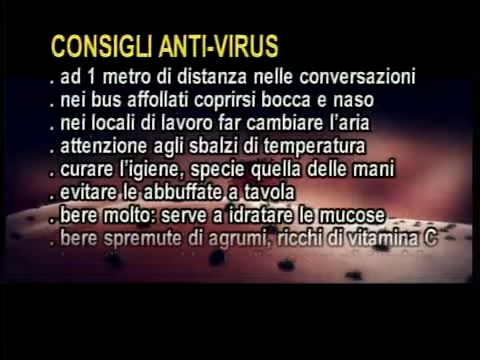 CONSIGLI ANTI-VIRUS
. ad 1 metro di distanza nelle conversazioni
. nei bus affollati coprirsi bocca e naso
. nei locali di lavoro far cambiare l'aria
. attenzione agli sbalzi di temperatura
. curare l'igiene, specie quella delle mani
. evitare le abbuffate a tavola
. bere molto: serve a idratare le mucose
. bere spremute di agrumi, ricchi di vitamina C